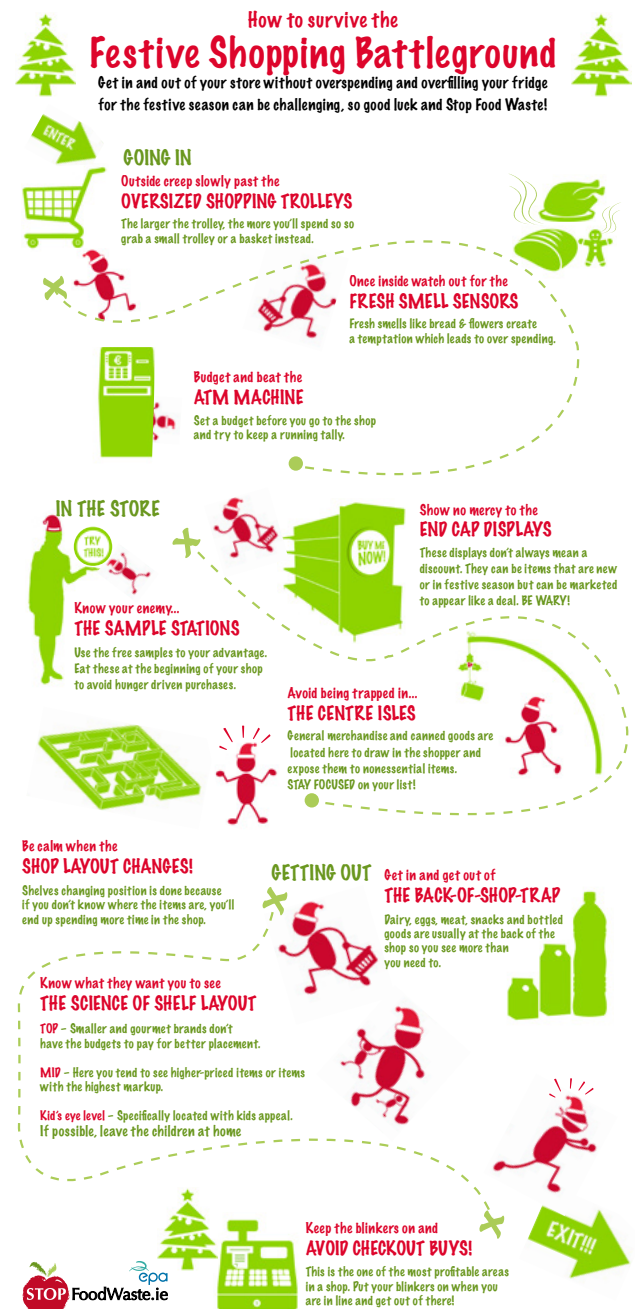 How to survive the
Festive Shopping Battleground
Get in and out of your store without overspending and overfilling your fridge
for the festive season can be challenging, so good luck and Stop Food Waste!
ENTER
GOING IN
Outside creep slowly past the
OVERSIZED SHOPPING TROLLEYS
The larger the trolley, the more you'll spend so so
grab a small trolley or a basket instead.
Once inside watch out for the
FRESH SMELL SENSORS
Fresh smells like bread & flowers create
a temptation which leads to over spending.
€
Budget and beat the
ATM MACHINE
Set a budget before you go to the shop
and try to keep a running tally.
IN THE STORE
TRY
THIS!
Know your enemy...
THE SAMPLE STATIONS
Use the free samples to your advantage.
Eat these at the beginning of your shop
to avoid hunger driven purchases.
BUY ME
NOW!
Show no mercy to the
END CAP DISPLAYS
These displays don't always mean a
discount. They can be items that are new
or in festive season but can be marketed
to appear like a deal. BE WARY!
Avoid being trapped in...
THE CENTRE ISLES
General merchandise and canned goods are
located here to draw in the shopper and
expose them to nonessential items.
STAY FOCUSED on your list!
Be calm when the
SHOP LAYOUT CHANGES!
Shelves changing position is done because
if you don't know where the items are, you'll
end up spending more time in the shop.
GETTING OUT
Get in and get out of
THE BACK-OF-SHOP-TRAP
Dairy, eggs, meat, snacks and bottled
goods are usually at the back of the
shop so you see more than
you need to.
Know what they want you to see
THE SCIENCE OF SHELF LAYOUT
TOP – Smaller and gourmet brands don't
have the budgets to pay for better placement.
MID – Here you tend to see higher-priced items or items
with the highest markup.
Kid's eye level – Specifically located with kids appeal.
If possible, leave the children at home
Keep the blinkers on and
AVOID CHECKOUT BUYS!
This is the one of the most profitable areas
in a shop. Put your blinkers on when you
are in line and get out of there!
EXIT!!!
epa
STOP FoodWaste.ie